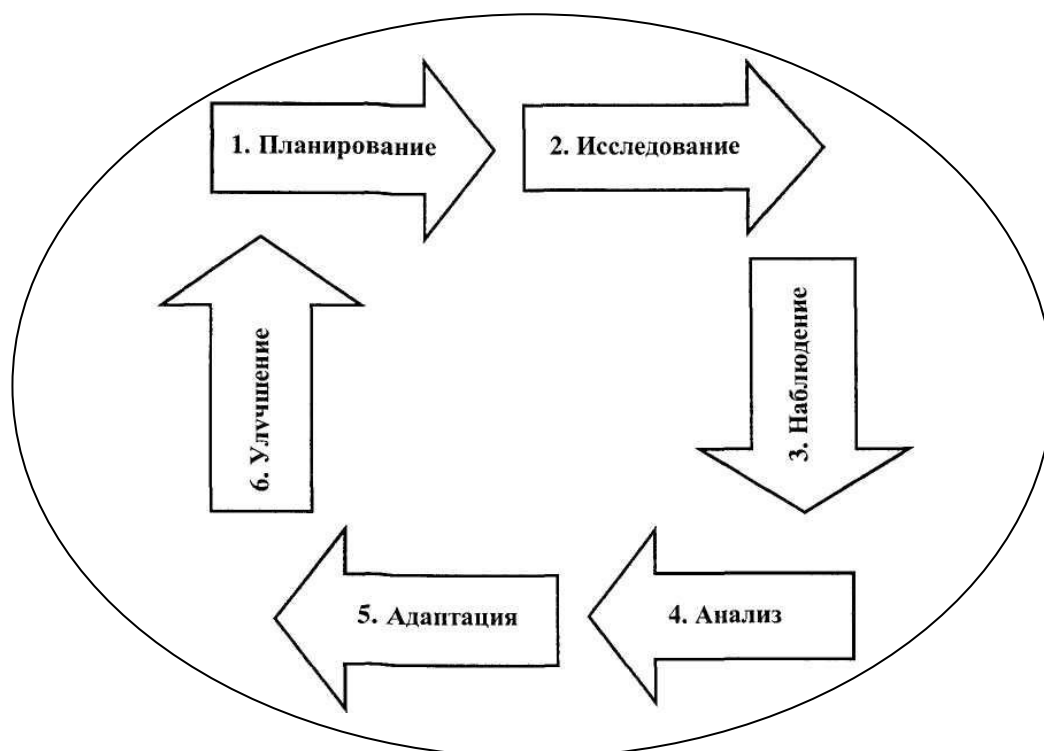 1. Планирование
2. Исследование
3. Наблюдение
4. Анализ
5. Адаптация
6. Улучшение